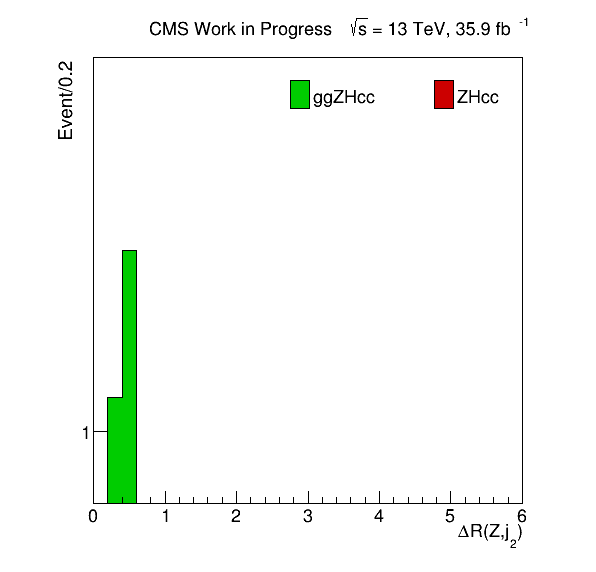 CMS Work in Progress √s = 13 TeV, 35.9 fb⁻¹
Event/0.2
ggZHcc ZHcc
1
0 1 2 3 4 5 6
ΔR(Z,j₂)